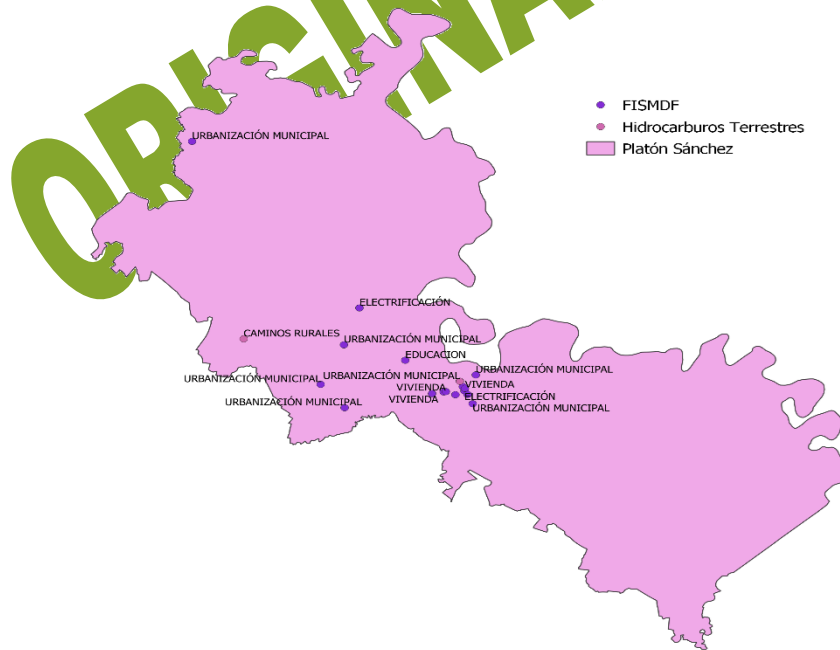 ORIGINA
FISMDF
Hidrocarburos Terrestres
Platón Sánchez
URBANIZACIÓN MUNICIPAL
ELECTRIFICACIÓN
CAMINOS RURALES
URBANIZACIÓN MUNICIPAL
EDUCACION
URBANIZACIÓN MUNICIPAL
URBANIZACIÓN MUNICIPAL
URBANIZACIÓN MUNICIPAL
VIVIENDA
VIVIENDA
VIVIENDA
ELECTRIFICACIÓN
URBANIZACIÓN MUNICIPAL
URBANIZACIÓN MUNICIPAL